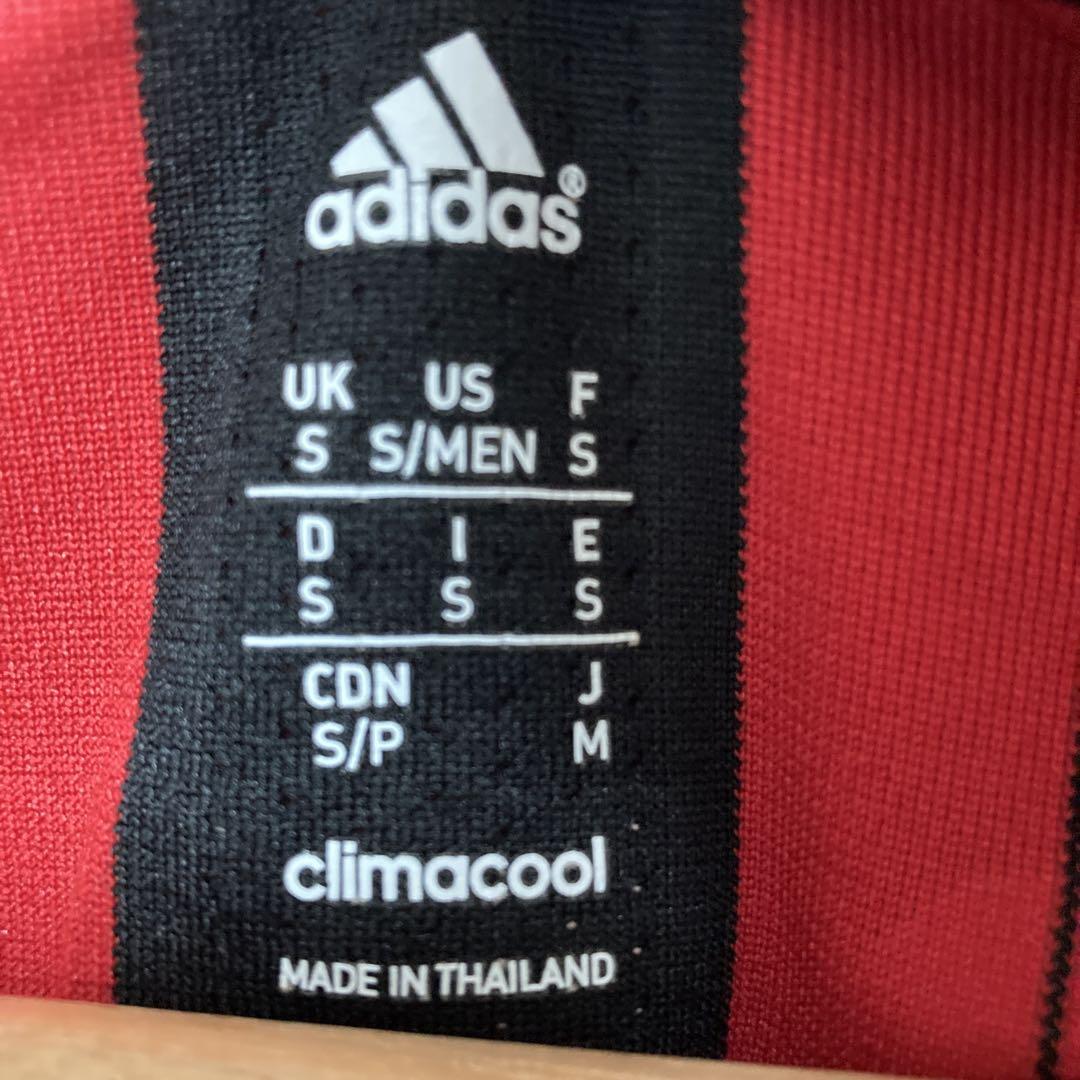 adidas®
UK US F
S S/MEN S
D I E
S S S
CDN J
S/P M
climacool
MADE IN THAILAND